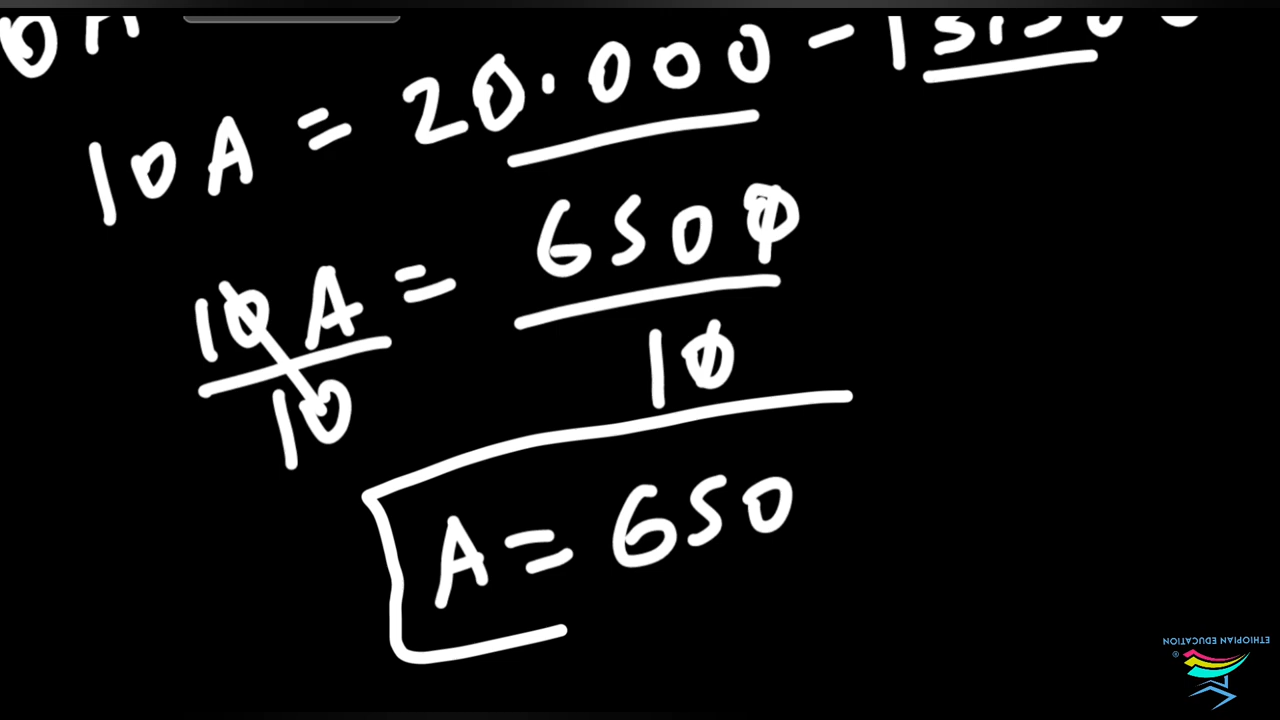 10A = 20.000 -
10A = 6500
10 10
A = 650
ETHIOPIAN EDUCATION
®